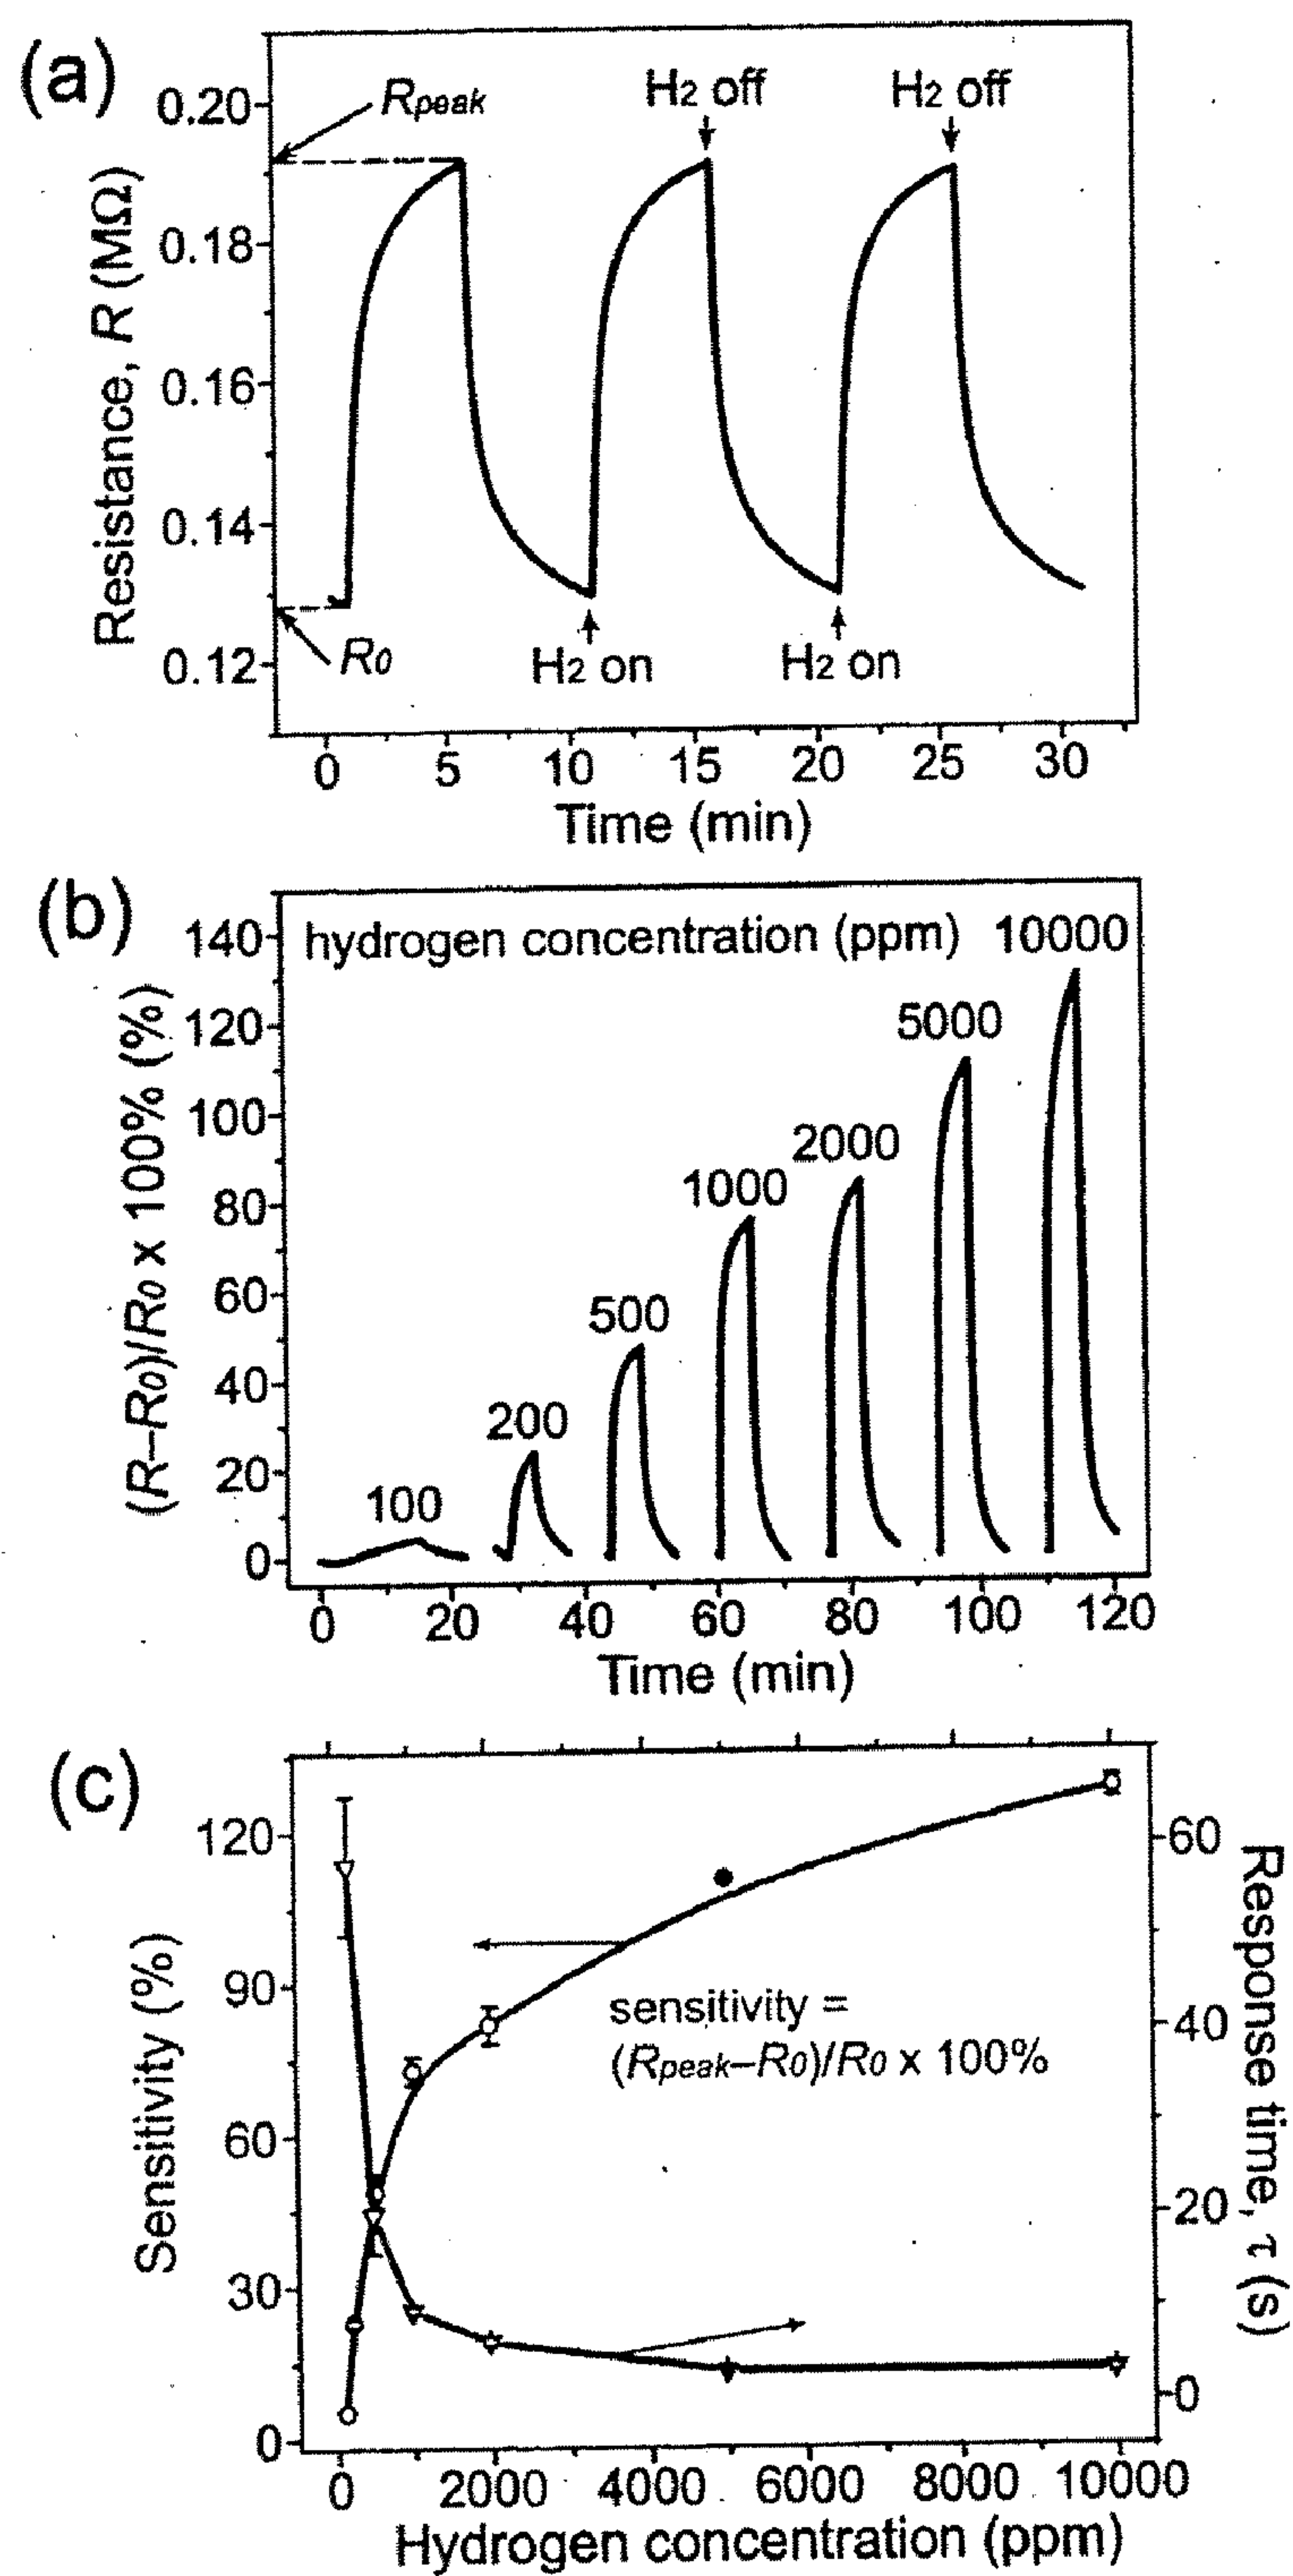 (a)
0.20
0.18
0.16
0.14
0.12
Resistance, R (MΩ)
Rpeak
R0
H2 off
H2 off
H2 on
H2 on
0 5 10 15 20 25 30
Time (min)
(b)
hydrogen concentration (ppm) 10000
5000
2000
1000
500
200
100
140
120
100
80
60
40
20
0
(R–R0)/R0 x 100% (%)
0 20 40 60 80 100 120
Time (min)
(c)
120
90
60
30
0
Sensitivity (%)
sensitivity =
(Rpeak–R0)/R0 x 100%
60
40
20
0
Response time, τ (s)
0 2000 4000 6000 8000 10000
Hydrogen concentration (ppm)